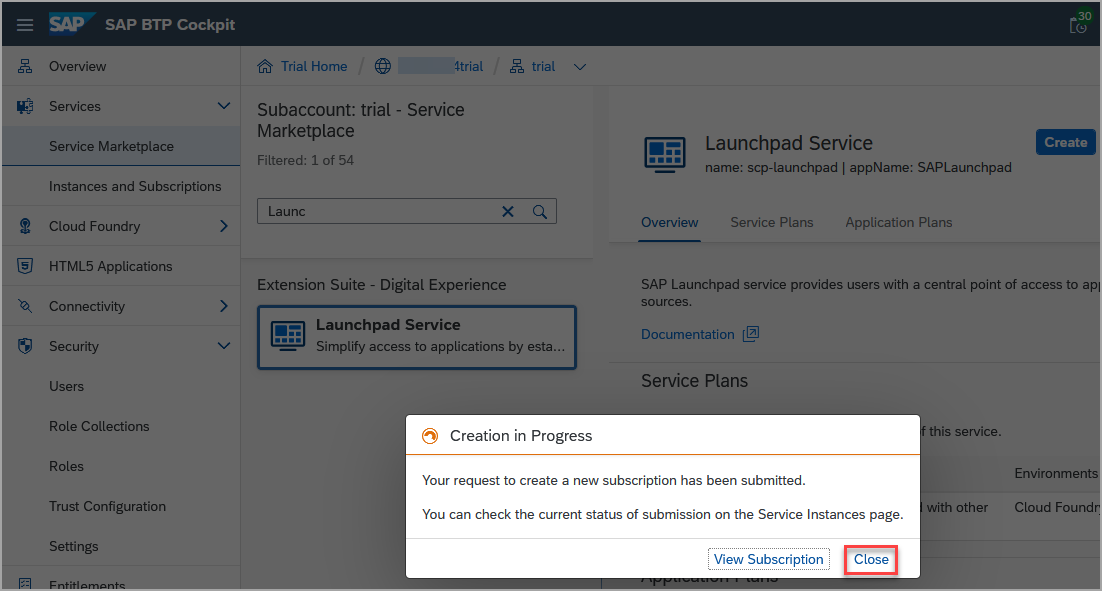 SAP SAP BTP Cockpit
30
Overview
Services
Service Marketplace
Instances and Subscriptions
Cloud Foundry
HTML5 Applications
Connectivity
Security
Users
Role Collections
Roles
Trust Configuration
Settings
Entitlements
Trial Home / 4trial / trial
Subaccount: trial - Service
Marketplace
Filtered: 1 of 54
Launc
Extension Suite - Digital Experience
Launchpad Service
Simplify access to applications by esta...
Launchpad Service
name: scp-launchpad | appName: SAPLaunchpad
Create
Overview Service Plans Application Plans
SAP Launchpad service provides users with a central point of access to
sources.
Documentation
Service Plans
of this service.
Environments
with other Cloud Foundry
Application Plans
Creation in Progress
Your request to create a new subscription has been submitted.
You can check the current status of submission on the Service Instances page.
View Subscription Close